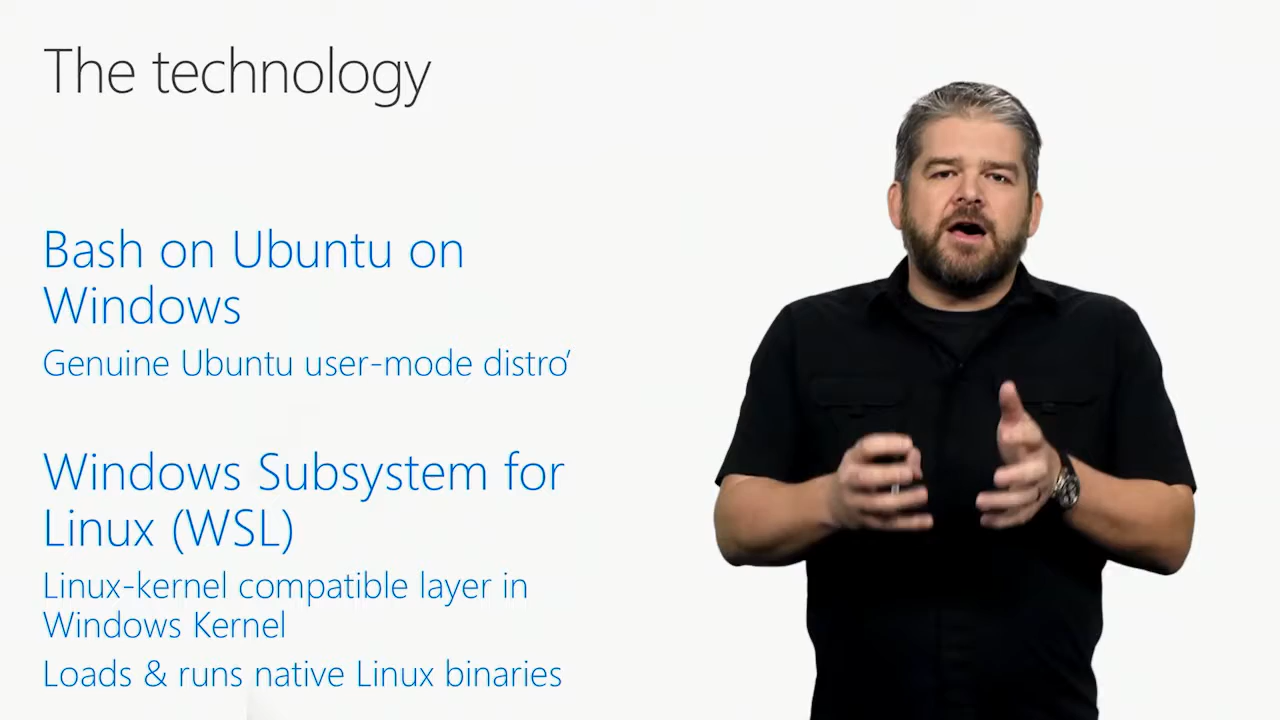 The technology
Bash on Ubuntu on
Windows
Genuine Ubuntu user-mode distro’
Windows Subsystem for
Linux (WSL)
Linux-kernel compatible layer in
Windows Kernel
Loads & runs native Linux binaries